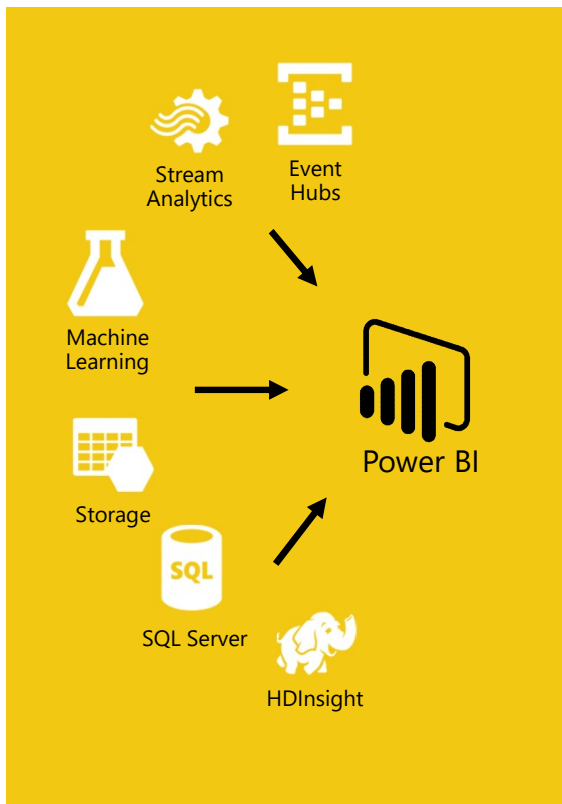 Stream
Analytics
Event
Hubs
Machine
Learning
Power BI
Storage
SQL
SQL Server
HDInsight